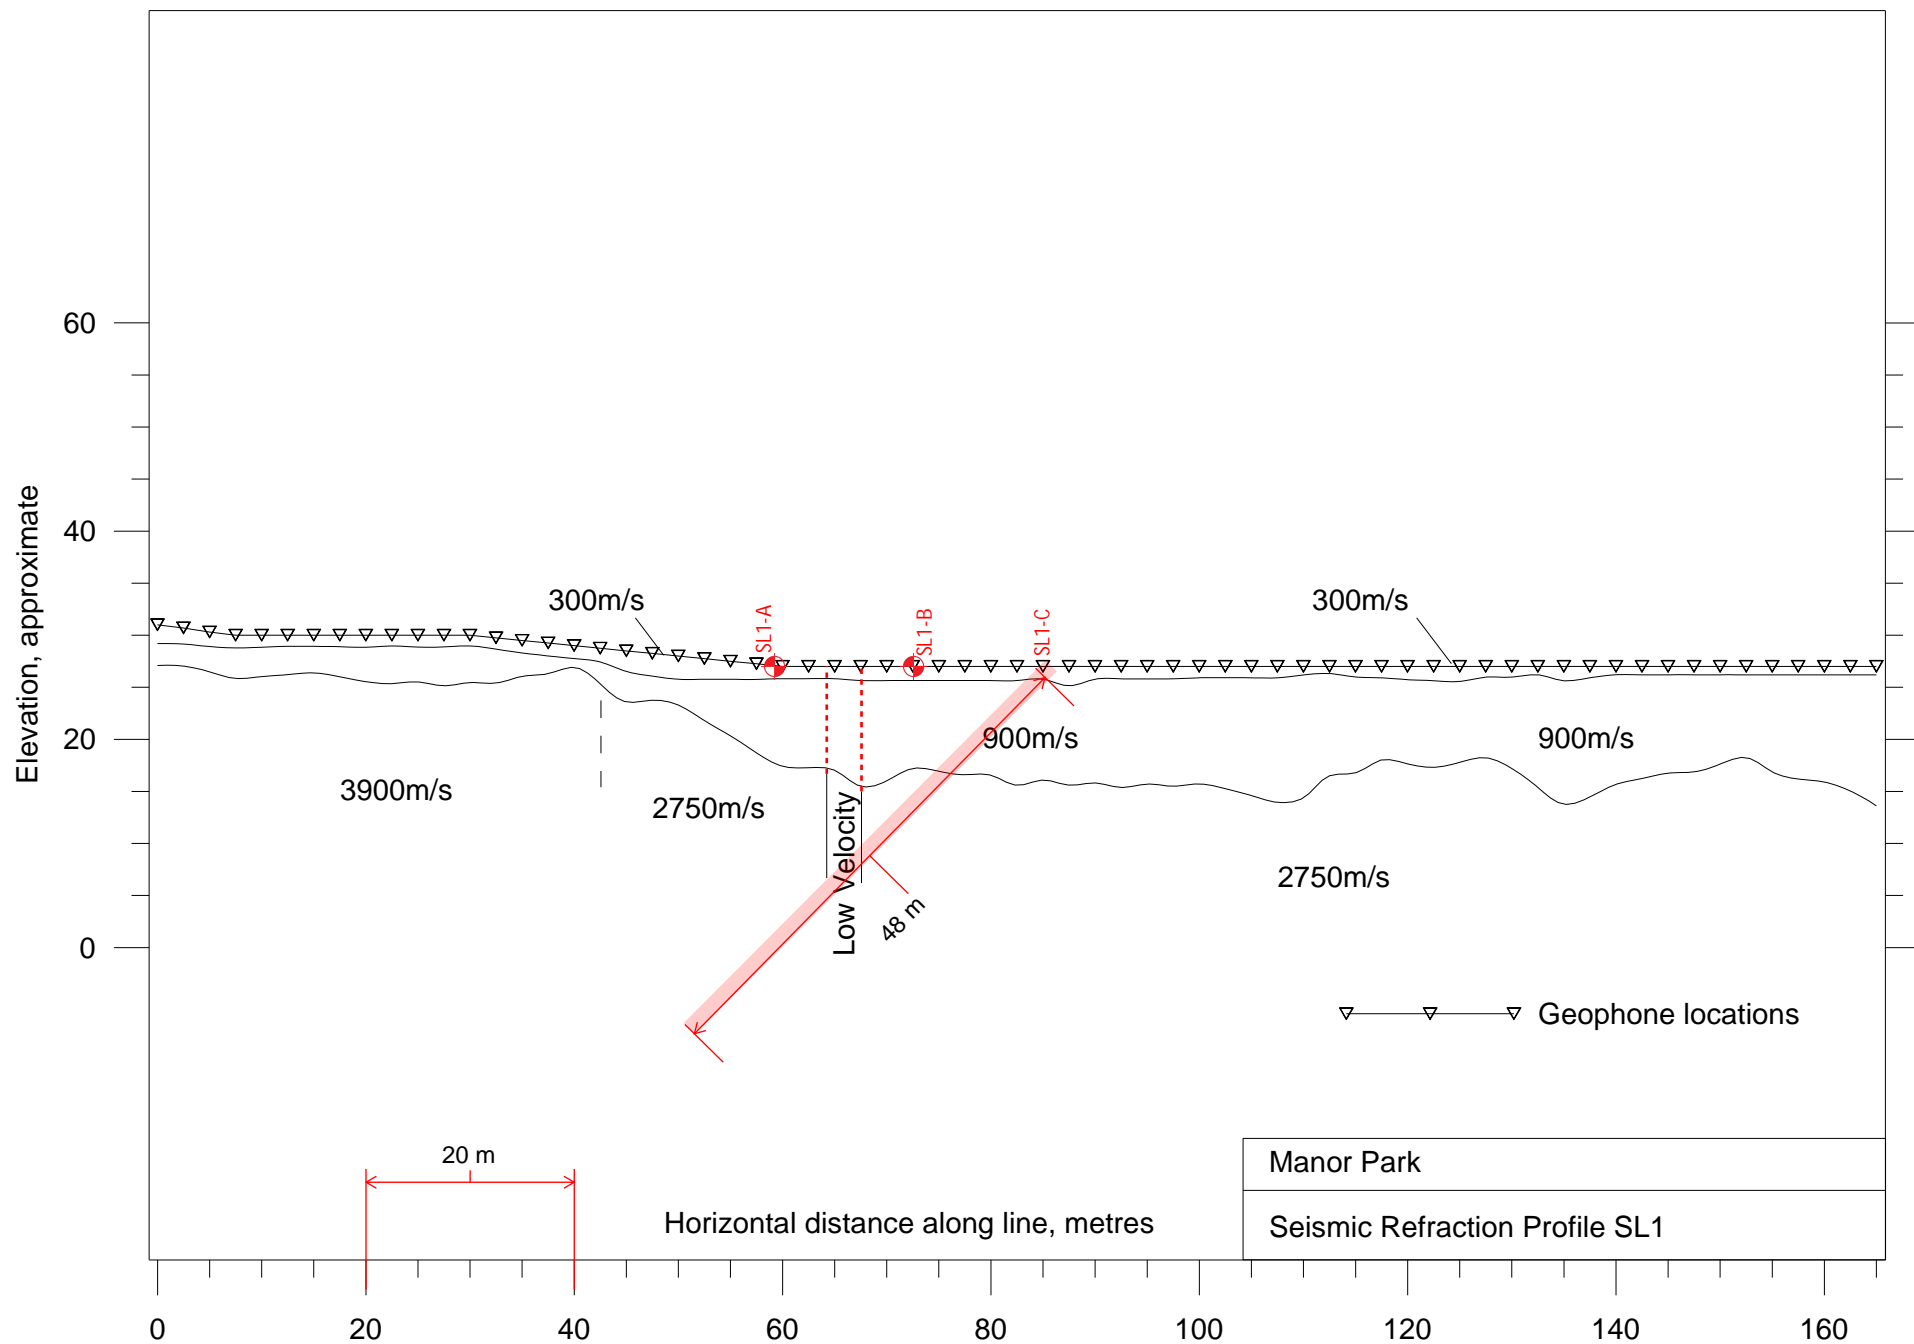 60
40
20
0
Elevation, approximate
300m/s
SL1-A
SL1-B
SL1-C
300m/s
900m/s
900m/s
3900m/s
2750m/s
Low Velocity
48 m
2750m/s
Geophone locations
20 m
Horizontal distance along line, metres
Manor Park
Seismic Refraction Profile SL1
0 20 40 60 80 100 120 140 160